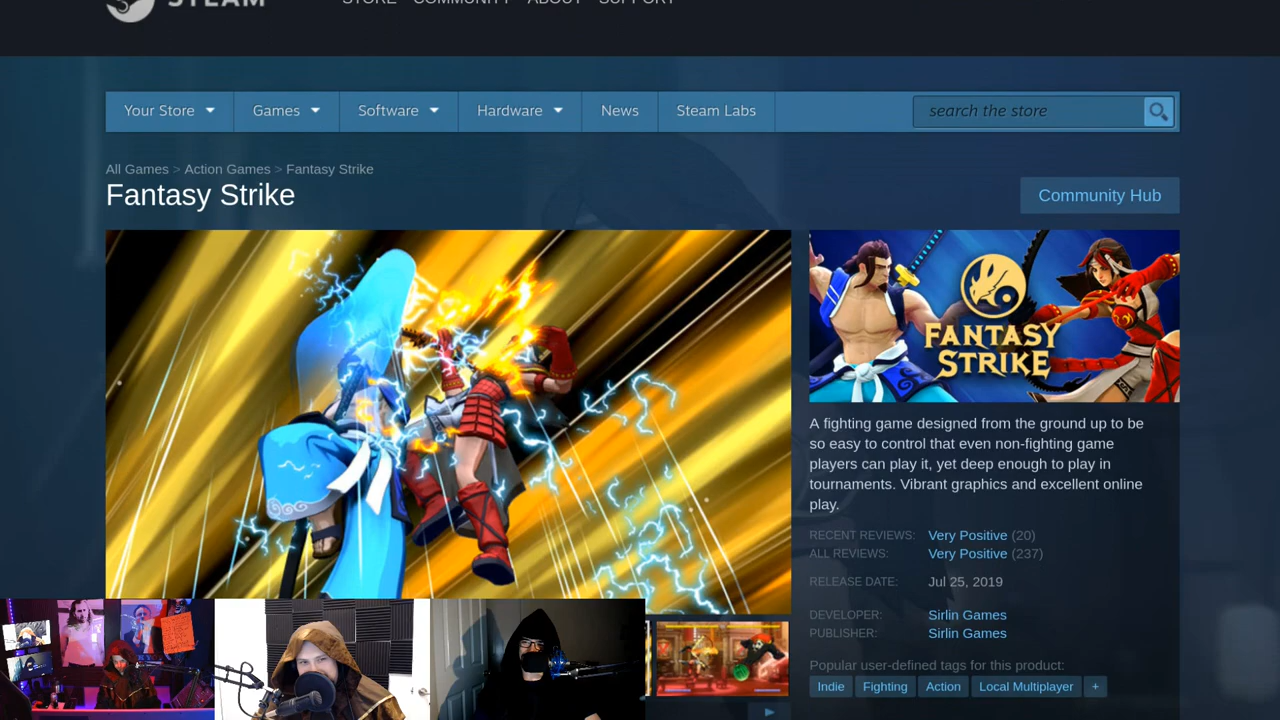 STEAM
STORE COMMUNITY ABOUT SUPPORT
Your Store Games Software Hardware News Steam Labs search the store
All Games > Action Games > Fantasy Strike
Fantasy Strike
Community Hub
FANTASY
STRIKE
A fighting game designed from the ground up to be
so easy to control that even non-fighting game
players can play it, yet deep enough to play in
tournaments. Vibrant graphics and excellent online
play.
RECENT REVIEWS: Very Positive (20)
ALL REVIEWS: Very Positive (237)
RELEASE DATE: Jul 25, 2019
DEVELOPER: Sirlin Games
PUBLISHER: Sirlin Games
Popular user-defined tags for this product:
Indie Fighting Action Local Multiplayer +